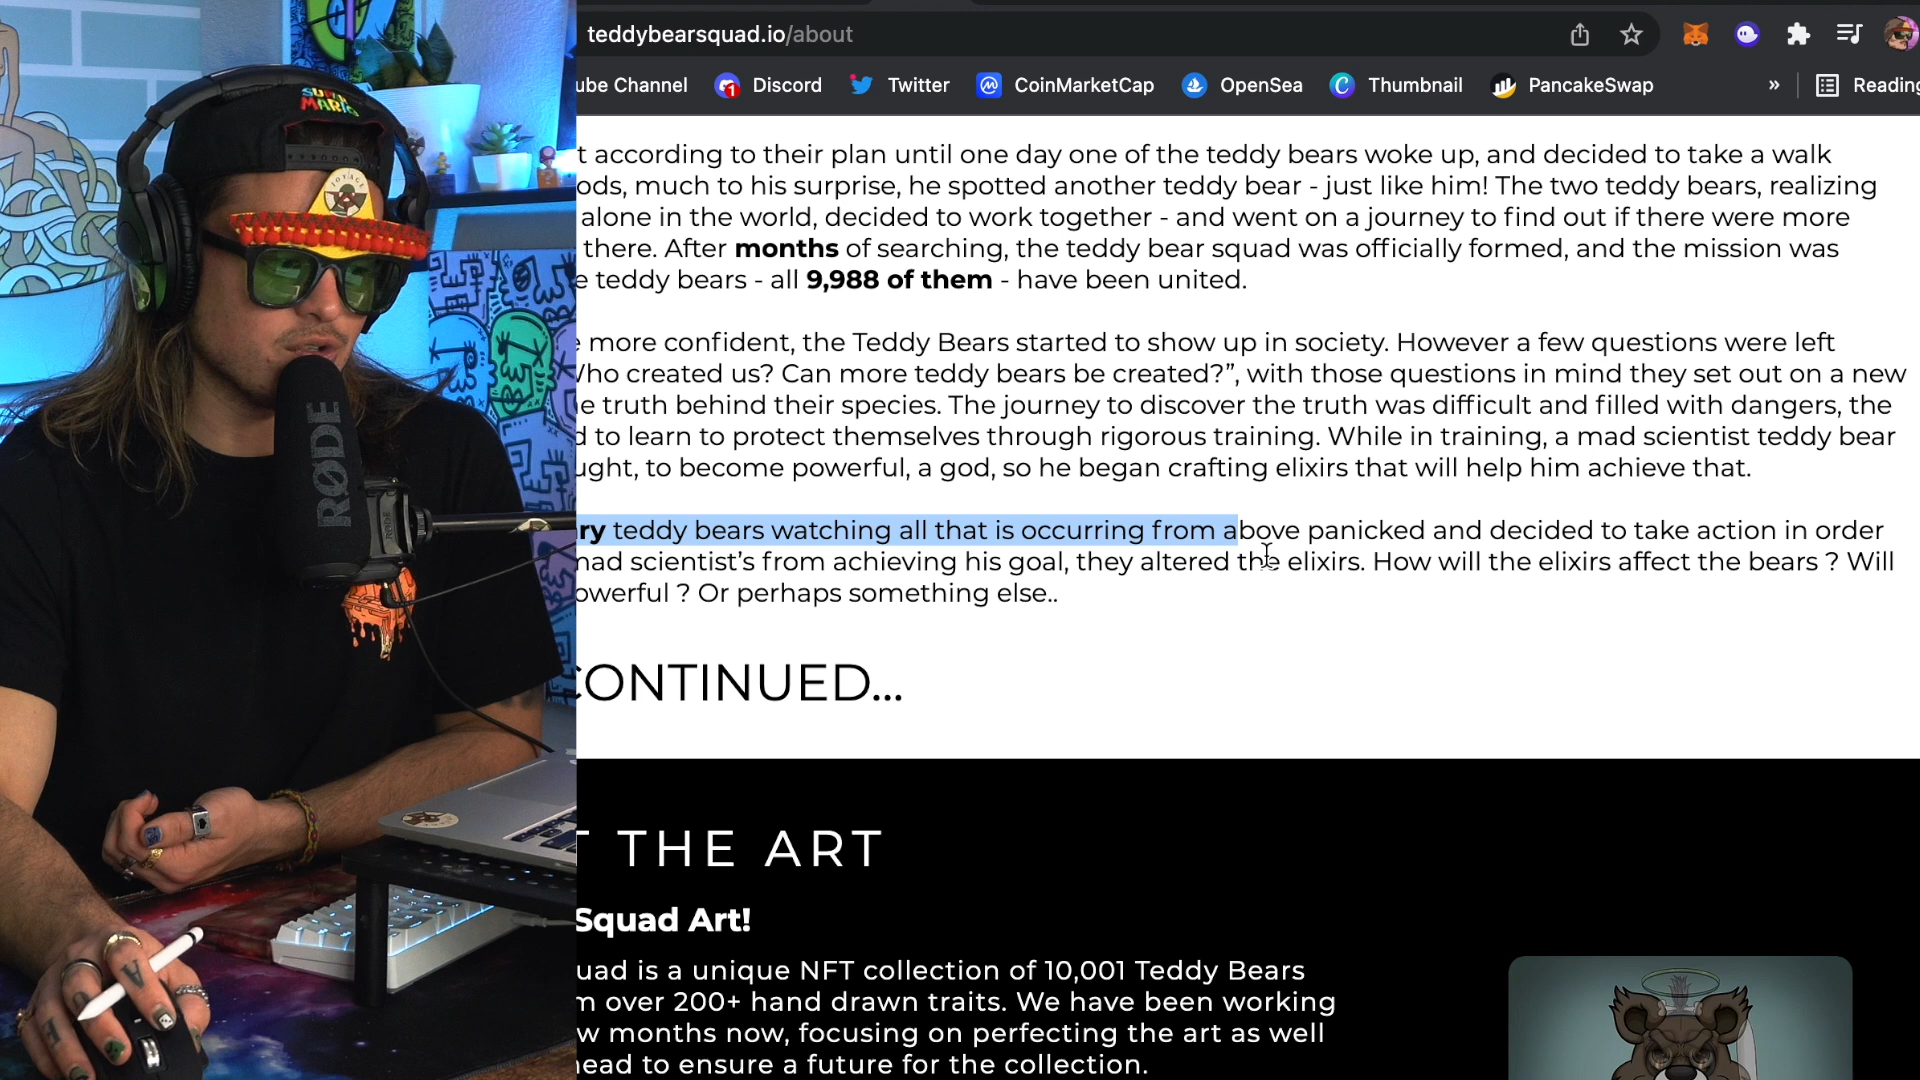 teddybearsquad.io/about
ube Channel
1
Discord
Twitter
CoinMarketCap
OpenSea
Thumbnail
PancakeSwap
»
Reading
according to their plan until one day one of the teddy bears woke up, and decided to take a walk
ods, much to his surprise, he spotted another teddy bear - just like him! The two teddy bears, realizing
alone in the world, decided to work together - and went on a journey to find out if there were more
there. After months of searching, the teddy bear squad was officially formed, and the mission was
teddy bears - all 9,988 of them - have been united.
more confident, the Teddy Bears started to show up in society. However a few questions were left
Who created us? Can more teddy bears be created?”, with those questions in mind they set out on a new
truth behind their species. The journey to discover the truth was difficult and filled with dangers, the
to learn to protect themselves through rigorous training. While in training, a mad scientist teddy bear
ught, to become powerful, a god, so he began crafting elixirs that will help him achieve that.
ry teddy bears watching all that is occurring from above panicked and decided to take action in order
mad scientist’s from achieving his goal, they altered the elixirs. How will the elixirs affect the bears ? Will
owerful ? Or perhaps something else..
CONTINUED...
T THE ART
Squad Art!
uad is a unique NFT collection of 10,001 Teddy Bears
m over 200+ hand drawn traits. We have been working
w months now, focusing on perfecting the art as well
ead to ensure a future for the collection.
SUPER
MARIO
RØDE
RØDE